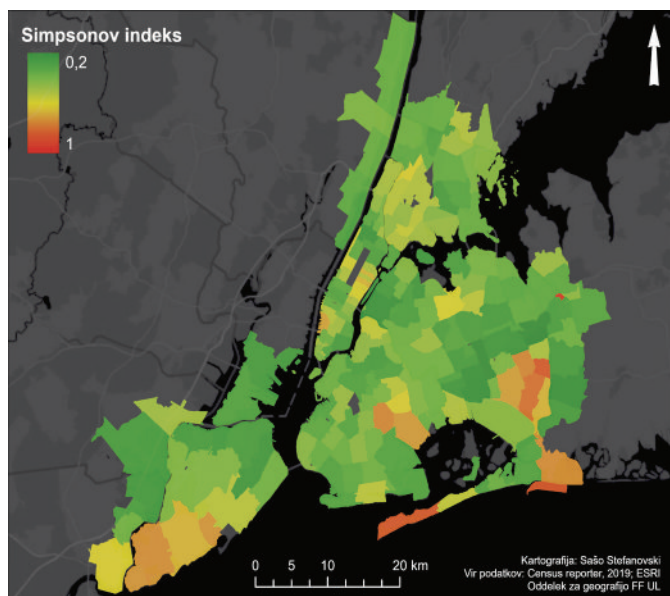 Simpsonov indeks
0,2
1
0 5 10 20 km
Kartografija: Sašo Stefanovski
Vir podatkov: Census reporter, 2019; ESRI
Oddelek za geografijo FF UL